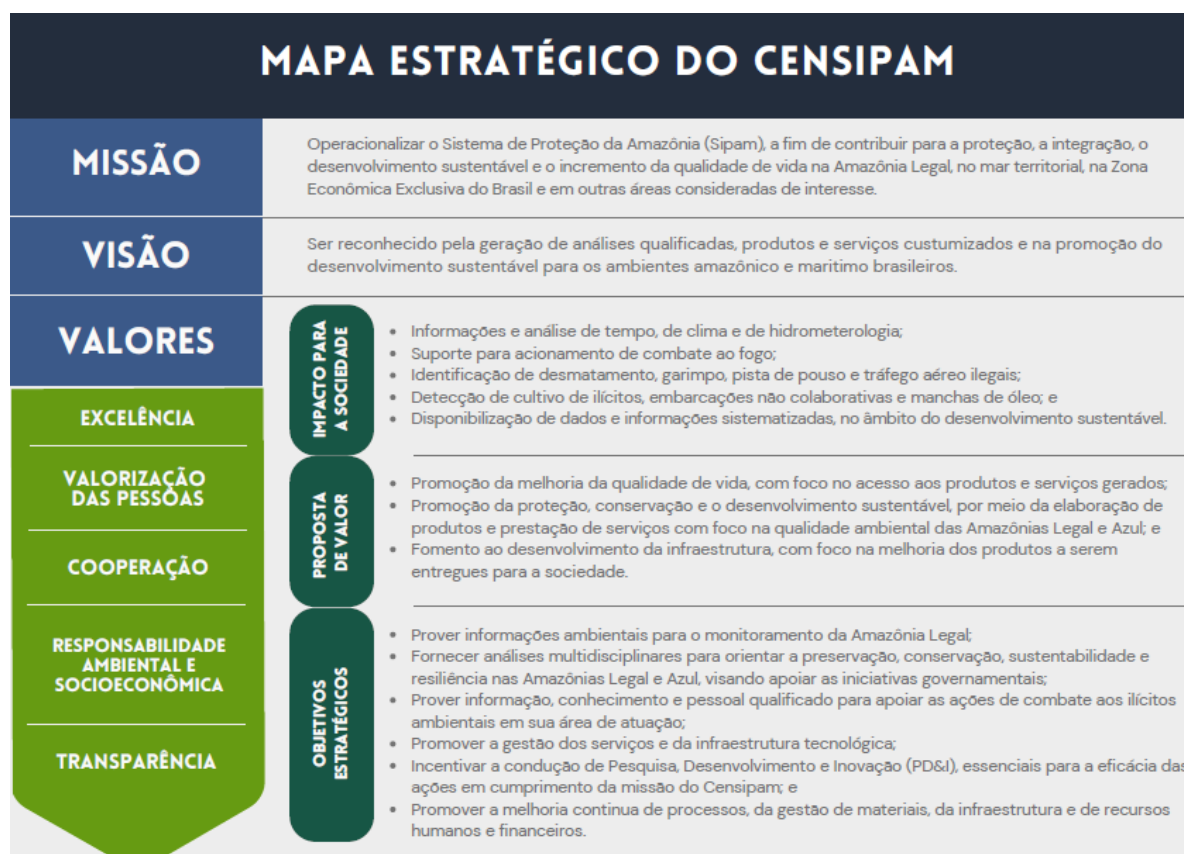 MAPA ESTRATÉGICO DO CENSIPAM
MISSÃO
Operacionalizar o Sistema de Proteção da Amazônia (Sipam), a fim de contribuir para a proteção, a integração, o
desenvolvimento sustentável e o incremento da qualidade de vida na Amazônia Legal, no mar territorial, na Zona
Econômica Exclusiva do Brasil e em outras áreas consideradas de interesse.
VISÃO
Ser reconhecido pela geração de análises qualificadas, produtos e serviços custumizados e na promoção do
desenvolvimento sustentável para os ambientes amazônico e maritimo brasileiros.
VALORES
EXCELÊNCIA
VALORIZAÇÃO
DAS PESSOAS
COOPERAÇÃO
RESPONSABILIDADE
AMBIENTAL E
SOCIOECONÔMICA
TRANSPARÊNCIA
IMPACTO PARA
A SOCIEDADE
• Informações e análise de tempo, de clima e de hidrometerologia;
• Suporte para acionamento de combate ao fogo;
• Identificação de desmatamento, garimpo, pista de pouso e tráfego aéreo ilegais;
• Detecção de cultivo de ilícitos, embarcações não colaborativas e manchas de óleo; e
• Disponibilização de dados e informações sistematizadas, no âmbito do desenvolvimento sustentável.
PROPOSTA
DE VALOR
• Promoção da melhoria da qualidade de vida, com foco no acesso aos produtos e serviços gerados;
• Promoção da proteção, conservação e o desenvolvimento sustentável, por meio da elaboração de
produtos e prestação de serviços com foco na qualidade ambiental das Amazônias Legal e Azul; e
• Fomento ao desenvolvimento da infraestrutura, com foco na melhoria dos produtos a serem
entregues para a sociedade.
OBJETIVOS
ESTRATÉGICOS
• Prover informações ambientais para o monitoramento da Amazônia Legal;
• Fornecer análises multidisciplinares para orientar a preservação, conservação, sustentabilidade e
resiliência nas Amazônias Legal e Azul, visando apoiar as iniciativas governamentais;
• Prover informação, conhecimento e pessoal qualificado para apoiar as ações de combate aos ilícitos
ambientais em sua área de atuação;
• Promover a gestão dos serviços e da infraestrutura tecnológica;
• Incentivar a condução de Pesquisa, Desenvolvimento e Inovação (PD&I), essenciais para a eficácia das
ações em cumprimento da missão do Censipam; e
• Promover a melhoria continua de processos, da gestão de materiais, da infraestrutura e de recursos
humanos e financeiros.